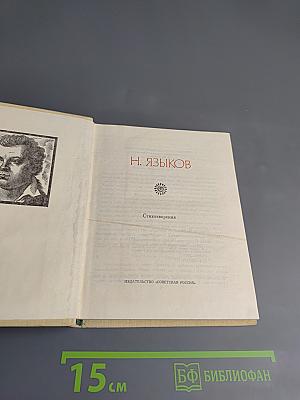 Н. ЯЗЫКОВ
Стихотворения
ИЗДАТЕЛЬСТВО «СОВЕТСКАЯ РОССИЯ»
15 см
БФ БИБЛИОФАН